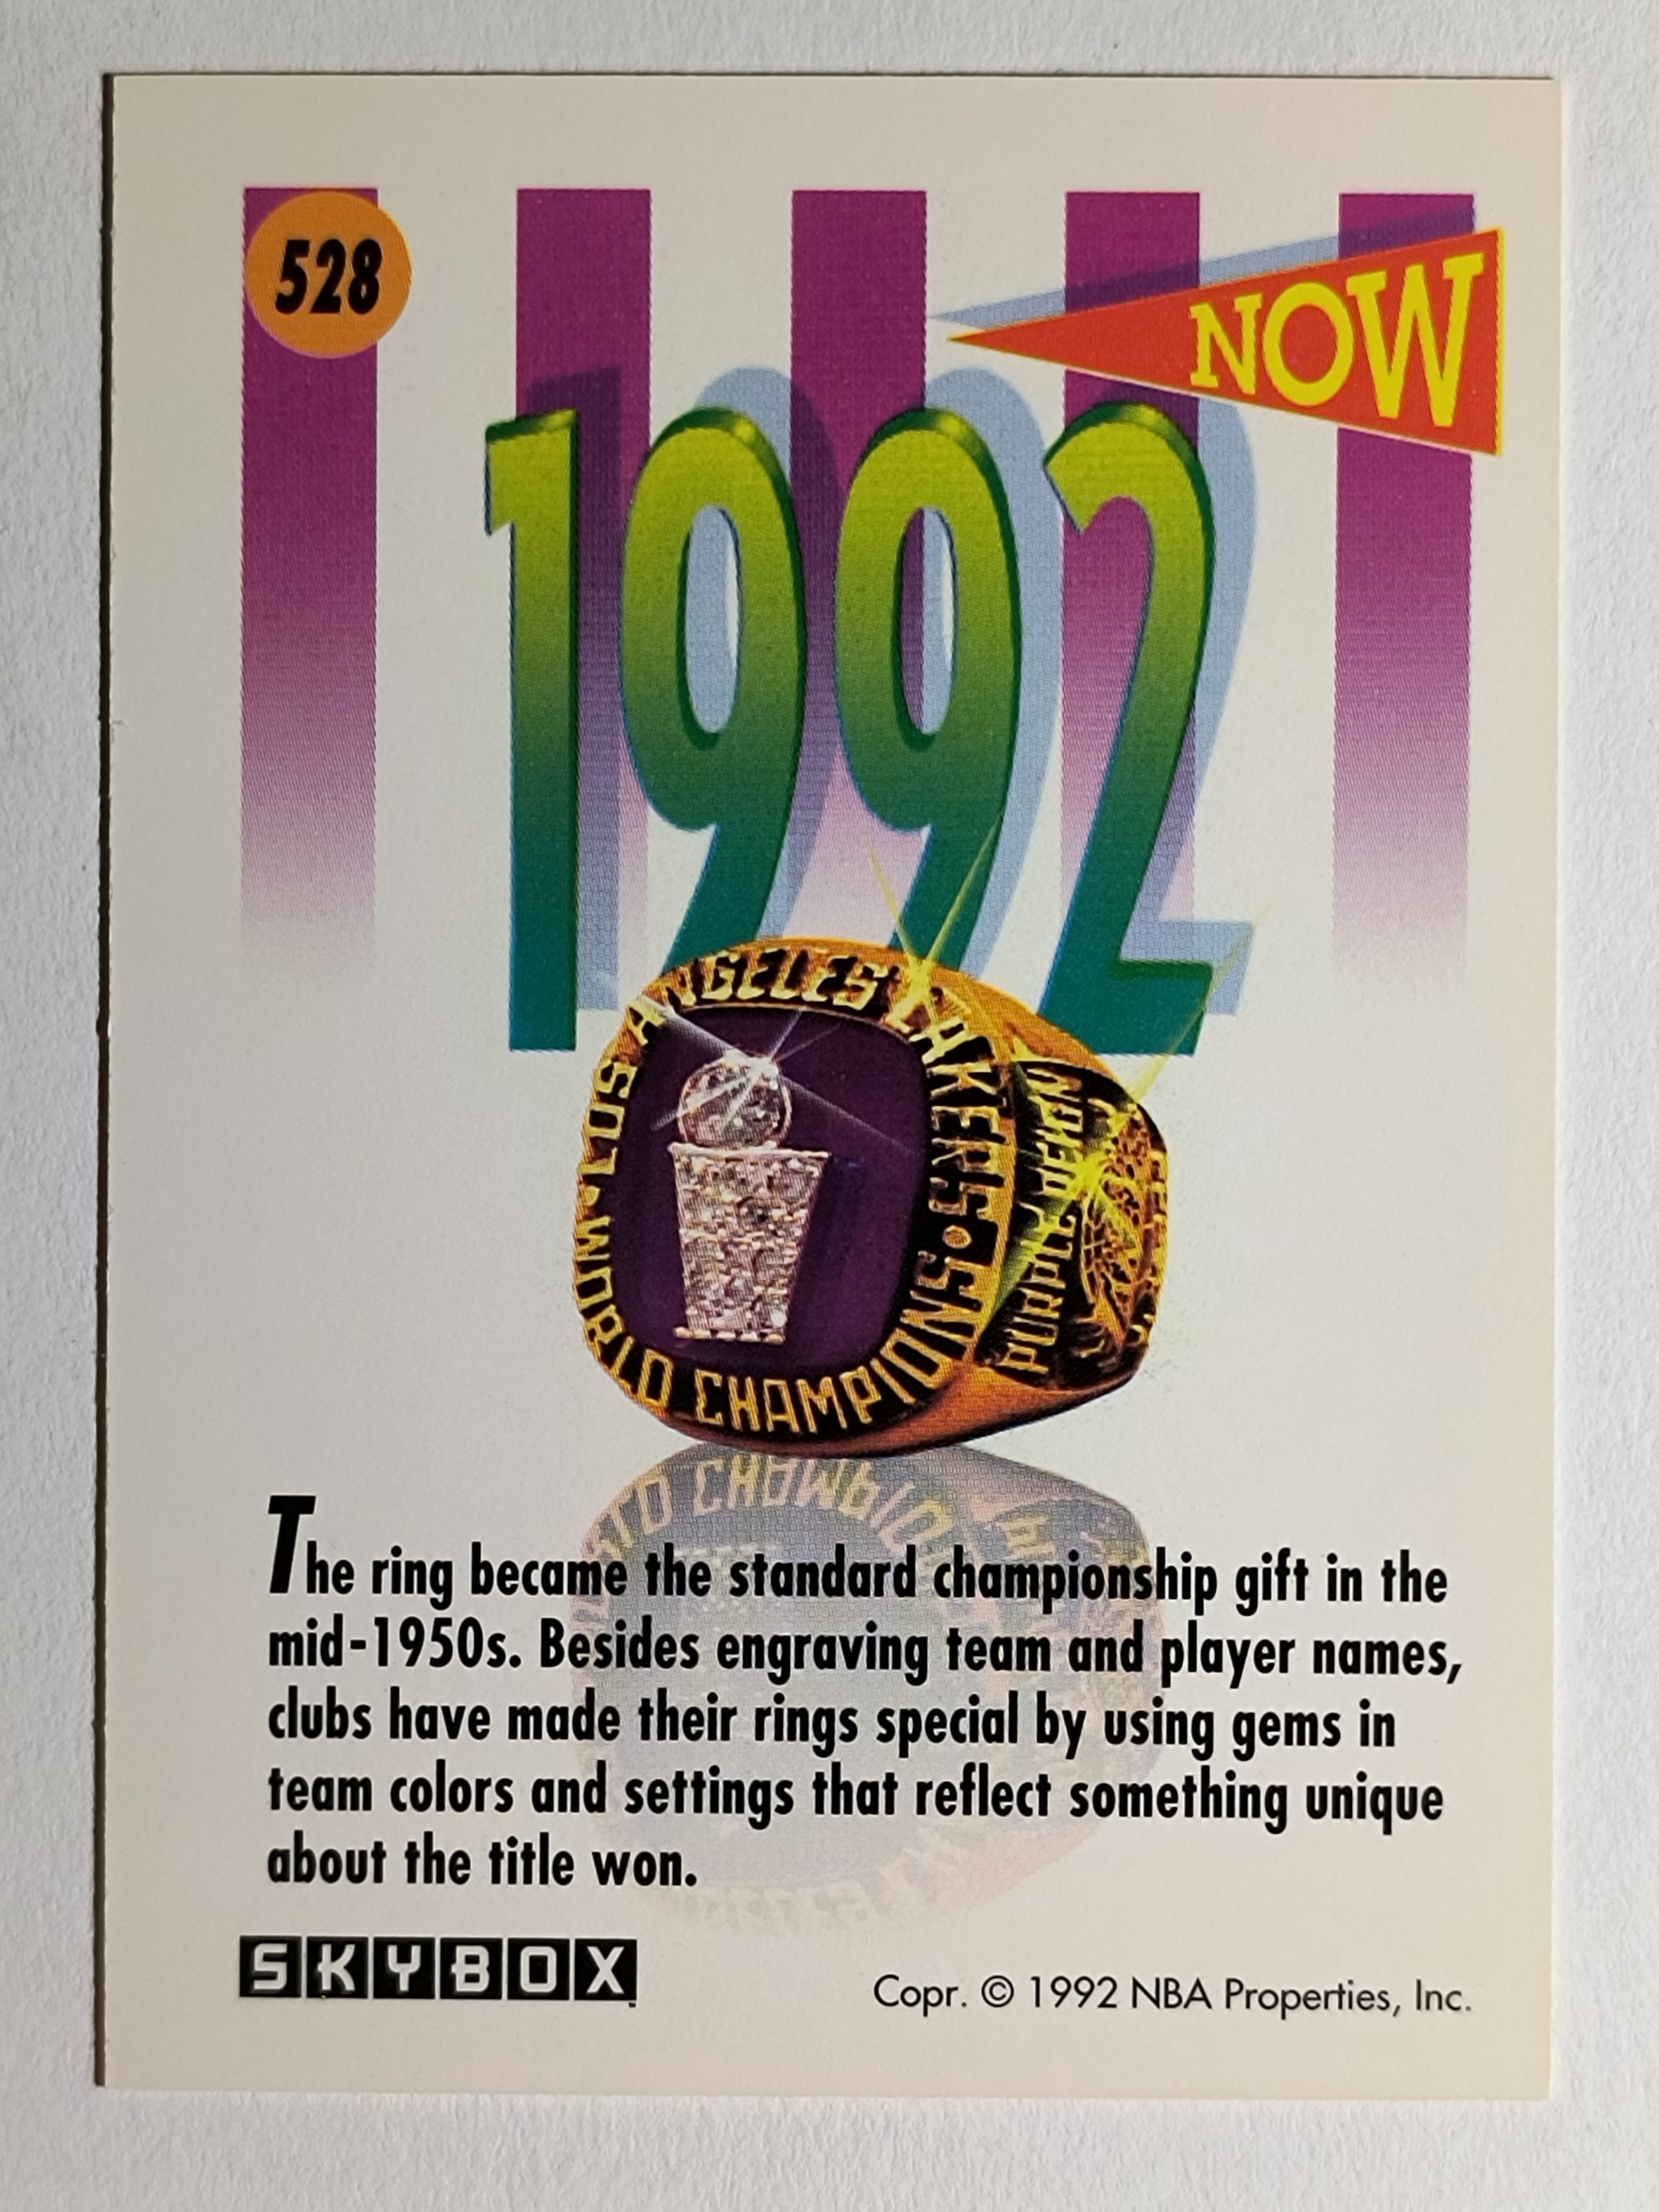 528
NOW
1992
LOS ANGELES LAKERS • WORLD CHAMPIONS •
PURPLE REIGN
The ring became the standard championship gift in the
mid-1950s. Besides engraving team and player names,
clubs have made their rings special by using gems in
team colors and settings that reflect something unique
about the title won.
SKYBOX
Copr. © 1992 NBA Properties, Inc.